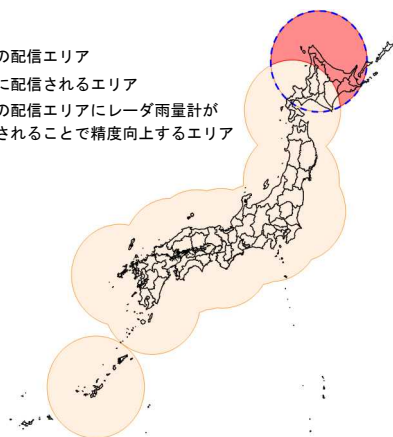 の配信エリア
に配信されるエリア
の配信エリアにレーダ雨量計が
されることで精度向上するエリア